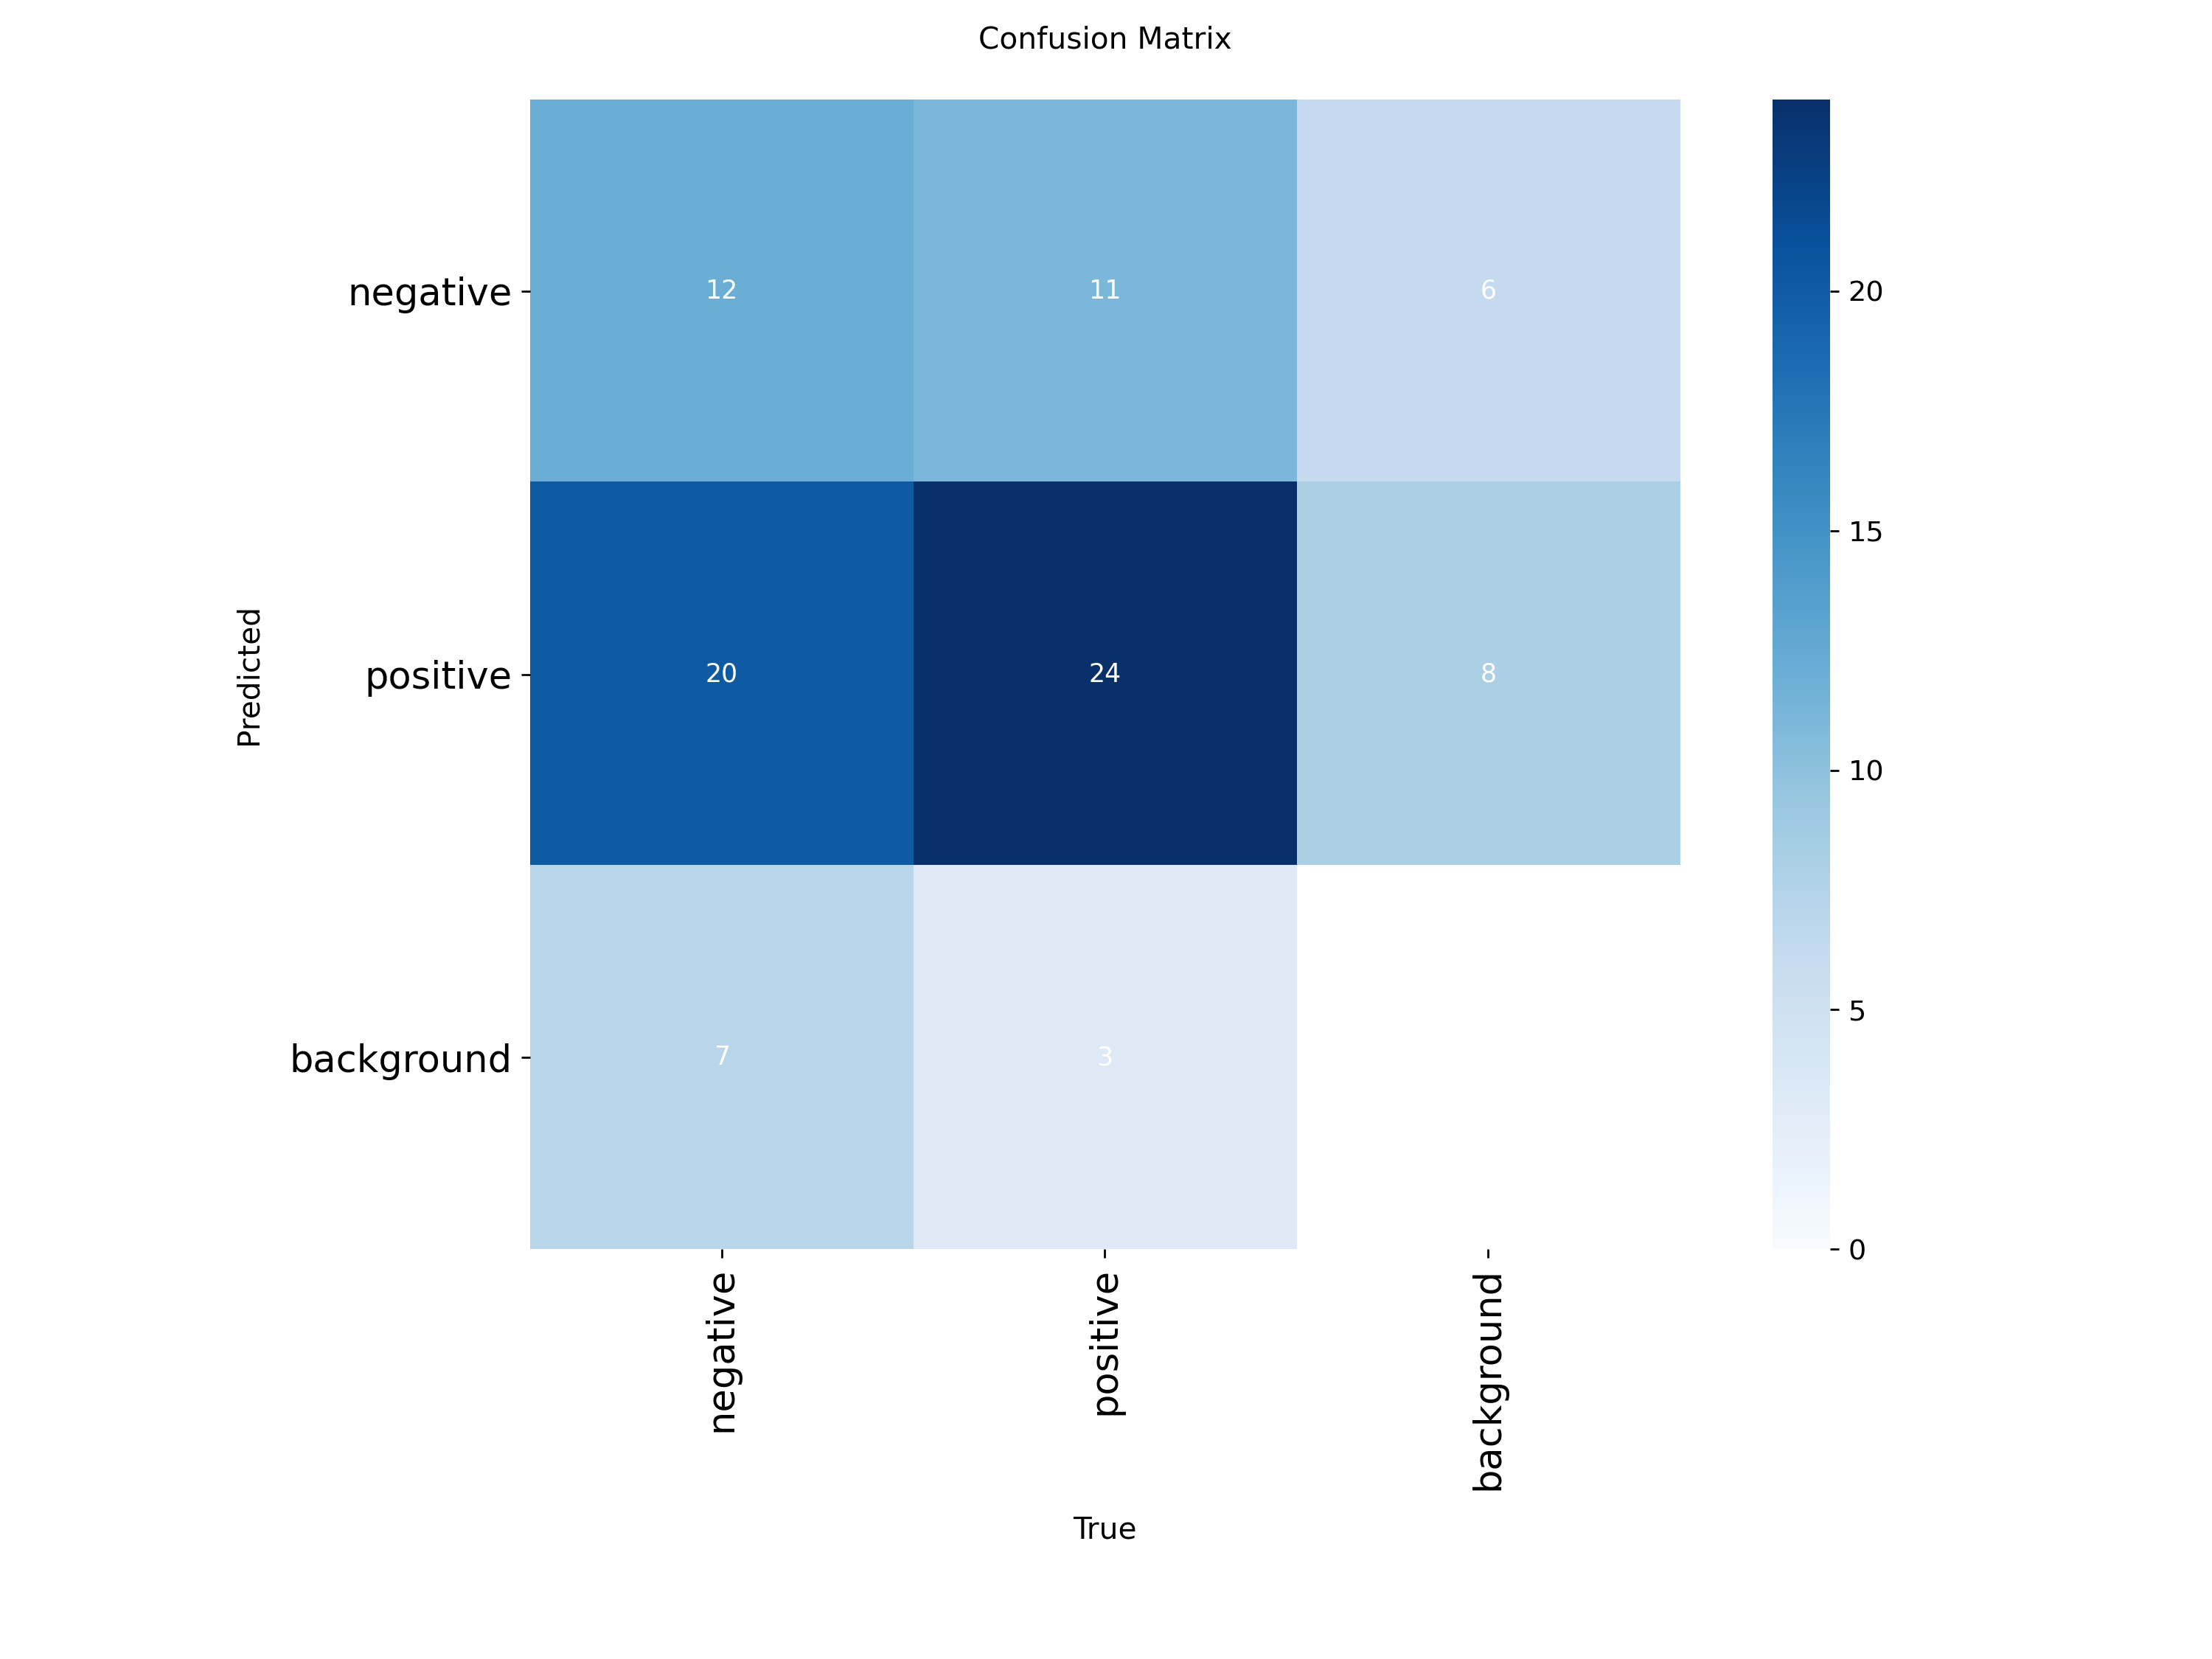 Confusion Matrix
negative
12 11 6
positive
20 24 8
background
7 3
Predicted
negative
positive
background
True
20
15
10
5
0